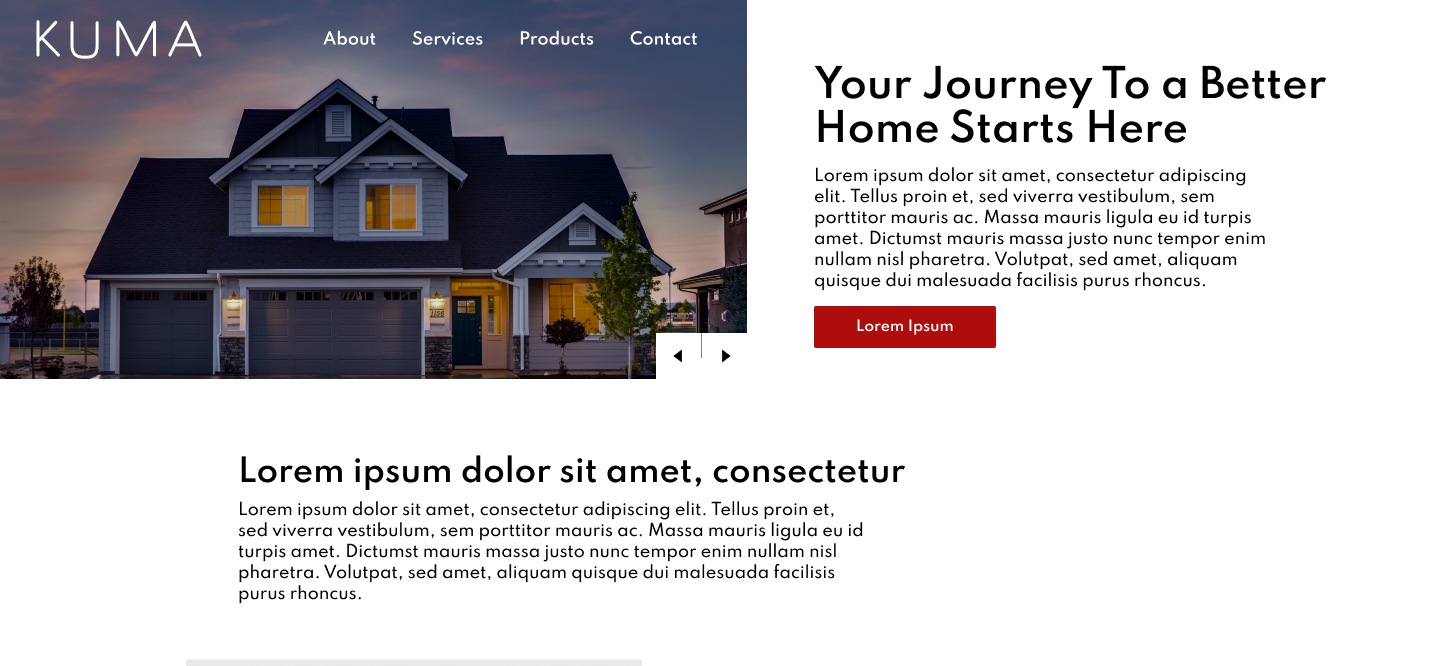 KUMA
About Services Products Contact
Your Journey To a Better
Home Starts Here
Lorem ipsum dolor sit amet, consectetur adipiscing
elit. Tellus proin et, sed viverra vestibulum, sem
porttitor mauris ac. Massa mauris ligula eu id turpis
amet. Dictumst mauris massa justo nunc tempor enim
nullam nisl pharetra. Volutpat, sed amet, aliquam
quisque dui malesuada facilisis purus rhoncus.
Lorem Ipsum
1156
Lorem ipsum dolor sit amet, consectetur
Lorem ipsum dolor sit amet, consectetur adipiscing elit. Tellus proin et,
sed viverra vestibulum, sem porttitor mauris ac. Massa mauris ligula eu id
turpis amet. Dictumst mauris massa justo nunc tempor enim nullam nisl
pharetra. Volutpat, sed amet, aliquam quisque dui malesuada facilisis
purus rhoncus.